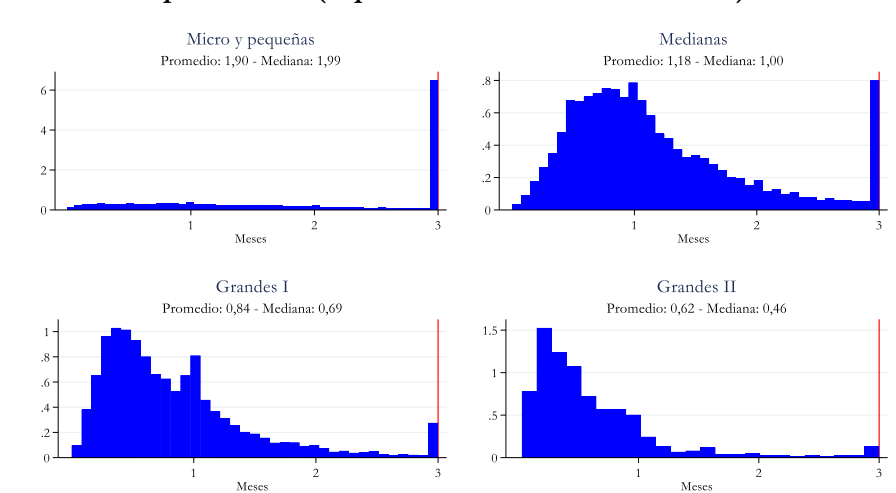 Micro y pequeñas
Promedio: 1,90 - Mediana: 1,99
6
4
2
0
1
2
3
Meses
Medianas
Promedio: 1,18 - Mediana: 1,00
.8
.6
.4
.2
0
1
2
3
Meses
Grandes I
Promedio: 0,84 - Mediana: 0,69
1
.8
.6
.4
.2
0
1
2
3
Meses
Grandes II
Promedio: 0,62 - Mediana: 0,46
1.5
1
.5
0
1
2
3
Meses